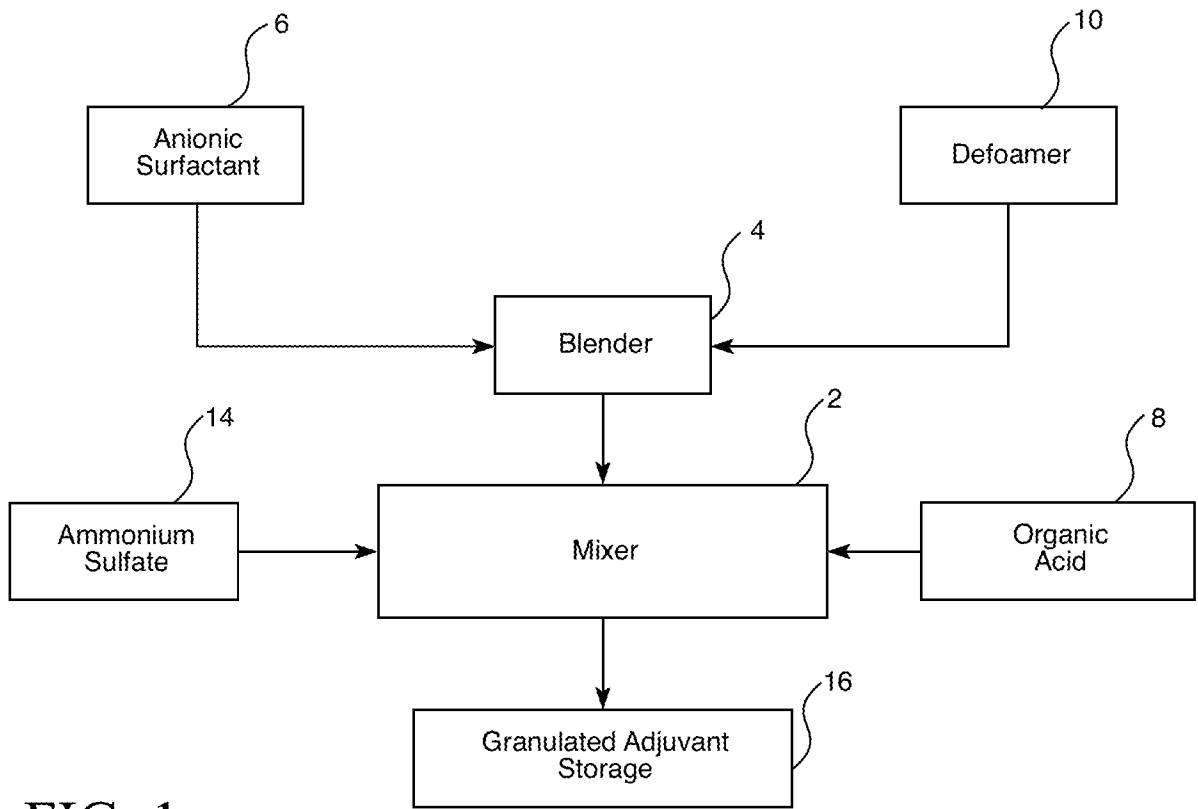 6
10
Anionic
Surfactant
Defoamer
4
Blender
2
14
8
Ammonium
Sulfate
Mixer
Organic
Acid
16
Granulated Adjuvant
Storage
FIG. 1